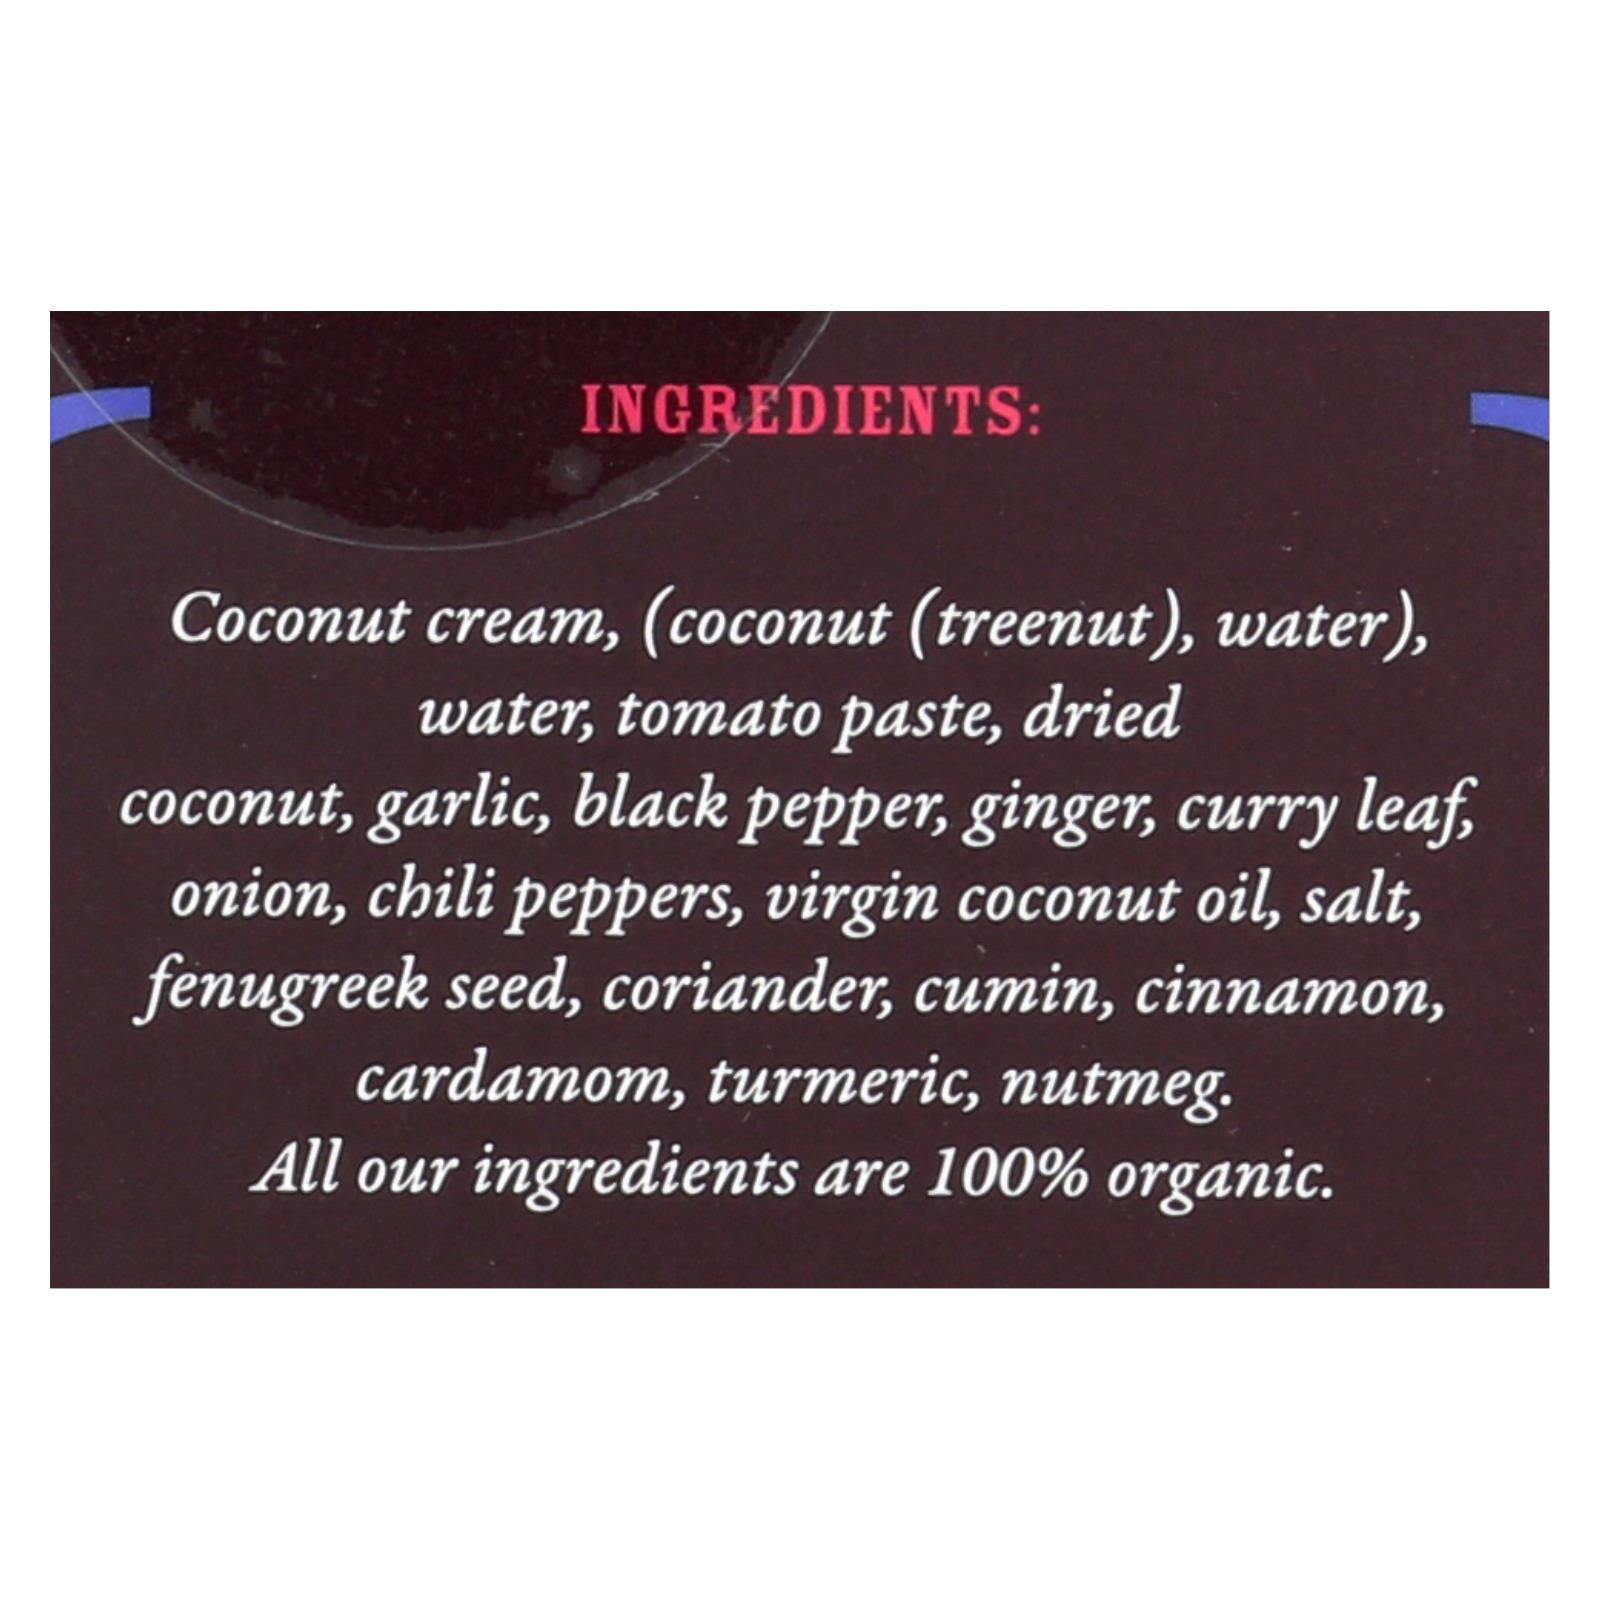 INGREDIENTS:
Coconut cream, (coconut (treenut), water),
water, tomato paste, dried
coconut, garlic, black pepper, ginger, curry leaf,
onion, chili peppers, virgin coconut oil, salt,
fenugreek seed, coriander, cumin, cinnamon,
cardamom, turmeric, nutmeg.
All our ingredients are 100% organic.